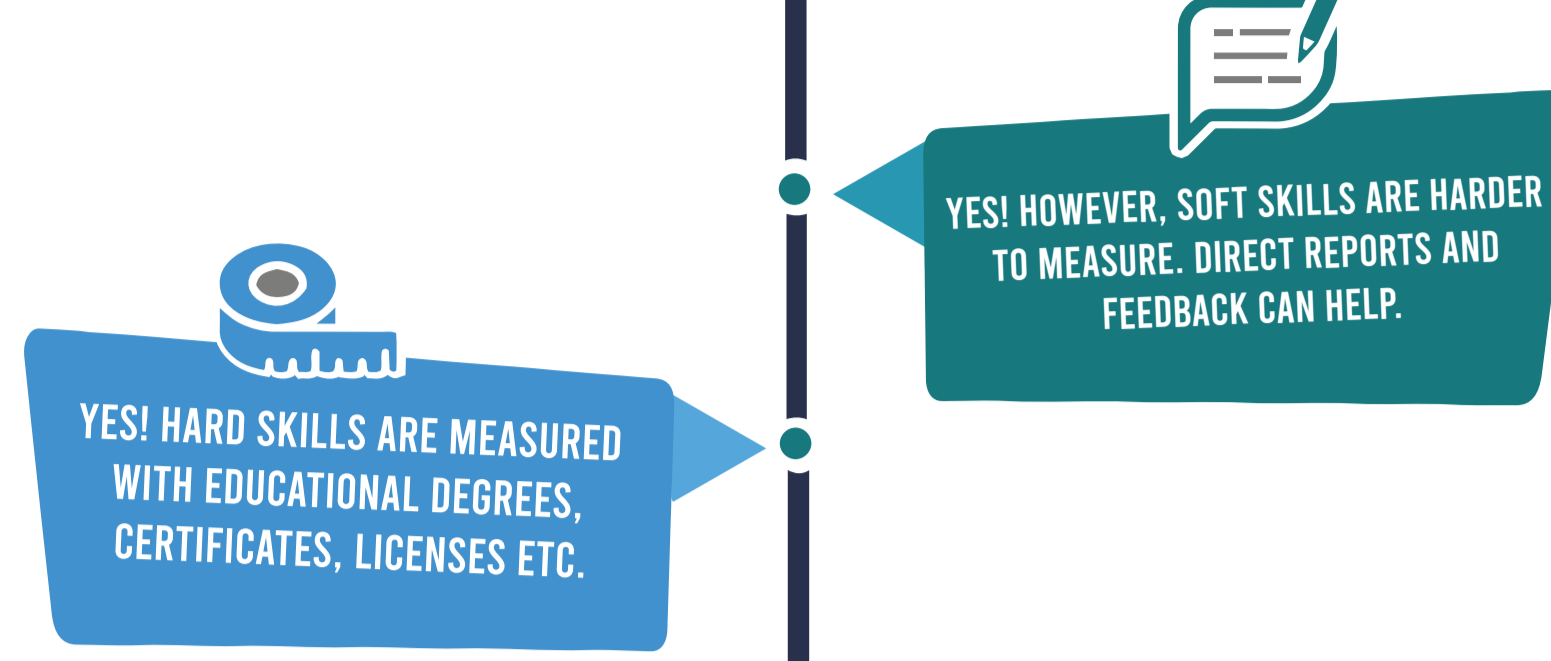 YES! HOWEVER, SOFT SKILLS ARE HARDER
TO MEASURE. DIRECT REPORTS AND
FEEDBACK CAN HELP.
YES! HARD SKILLS ARE MEASURED
WITH EDUCATIONAL DEGREES,
CERTIFICATES, LICENSES ETC.